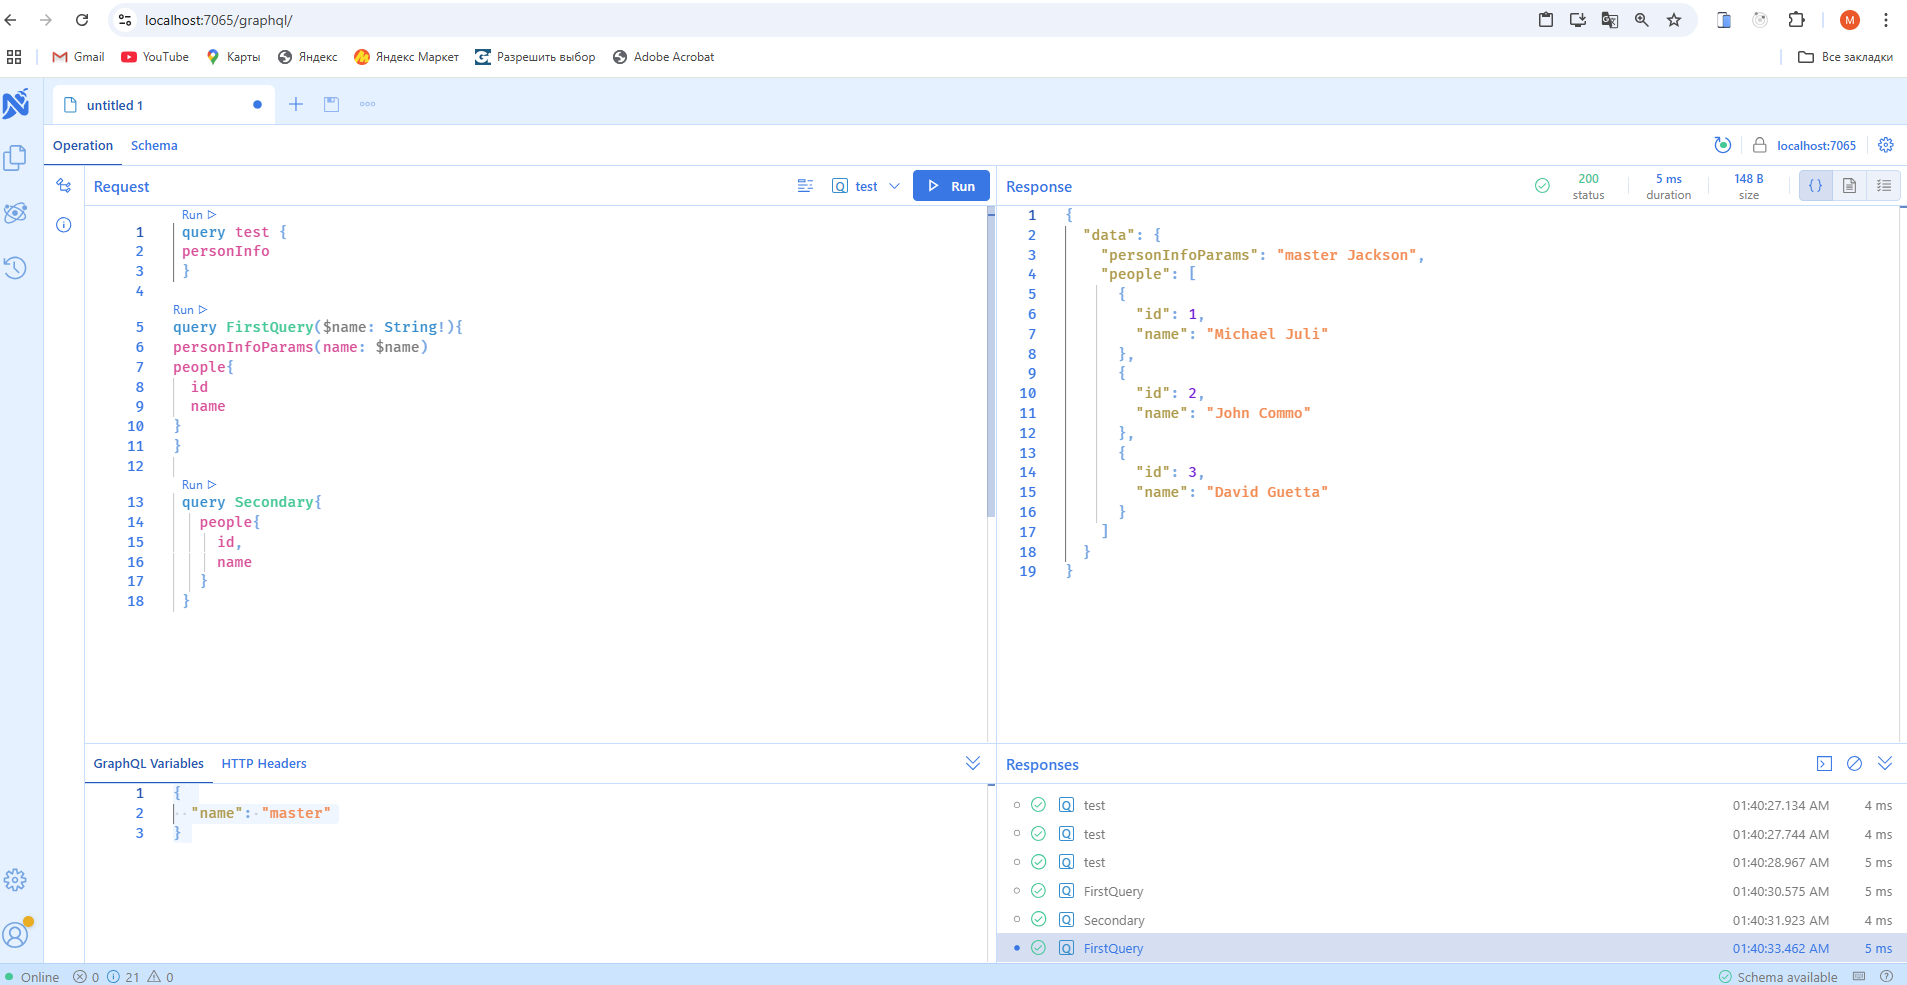 localhost:7065/graphql/
M
Gmail
YouTube
Карты
Яндекс
Яндекс Маркет
Разрешить выбор
Adobe Acrobat
Все закладки
untitled 1
Operation
Schema
localhost:7065
Request
Q test
Run
Run
1 query test {
2 personInfo
3 }
4
Run
5 query FirstQuery($name: String!){
6 personInfoParams(name: $name)
7 people{
8 id
9 name
10 }
11 }
12
Run
13 query Secondary{
14 people{
15 id,
16 name
17 }
18 }
Response
200 status
5 ms duration
148 B size
{}
1 {
2 "data": {
3 "personInfoParams": "master Jackson",
4 "people": [
5 {
6 "id": 1,
7 "name": "Michael Juli"
8 },
9 {
10 "id": 2,
11 "name": "John Commo"
12 },
13 {
14 "id": 3,
15 "name": "David Guetta"
16 }
17 ]
18 }
19 }
GraphQL Variables
HTTP Headers
1 {
2 "name": "master"
3 }
Responses
Q test 01:40:27.134 AM 4 ms
Q test 01:40:27.744 AM 4 ms
Q test 01:40:28.967 AM 5 ms
Q FirstQuery 01:40:30.575 AM 5 ms
Q Secondary 01:40:31.923 AM 4 ms
Q FirstQuery 01:40:33.462 AM 5 ms
Online 0 21 0
Schema available